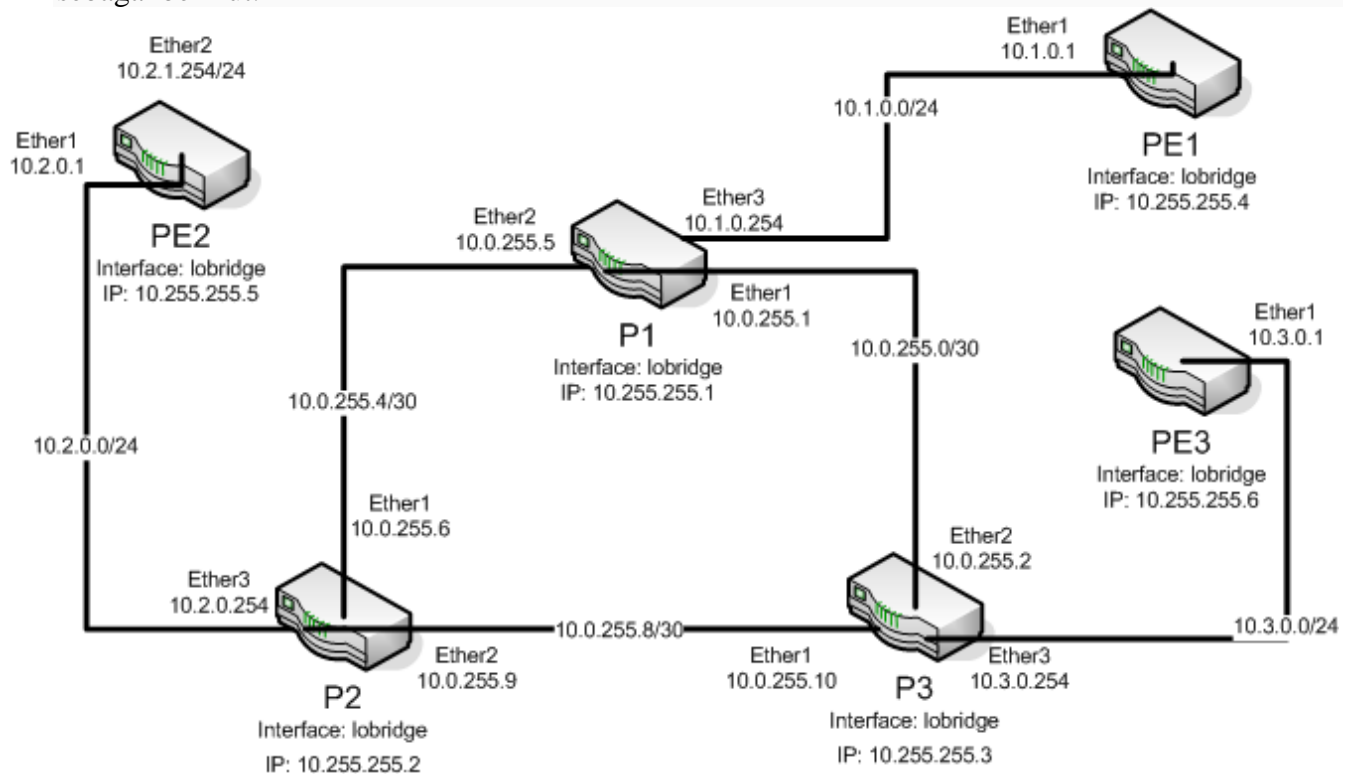 Ether2
10.2.1.254/24
Ether1
10.2.0.1
PE2
Interface: lobridge
IP: 10.255.255.5
Ether1
10.1.0.1
10.1.0.0/24
PE1
Interface: lobridge
IP: 10.255.255.4
Ether2
10.0.255.5
Ether3
10.1.0.254
Ether1
10.0.255.1
P1
Interface: lobridge
IP: 10.255.255.1
10.0.255.0/30
10.0.255.4/30
Ether1
10.3.0.1
PE3
Interface: lobridge
IP: 10.255.255.6
10.2.0.0/24
Ether1
10.0.255.6
Ether3
10.2.0.254
Ether2
10.0.255.9
P2
Interface: lobridge
IP: 10.255.255.2
10.0.255.8/30
Ether2
10.0.255.2
Ether1
10.0.255.10
Ether3
10.3.0.254
10.3.0.0/24
P3
Interface: lobridge
IP: 10.255.255.3